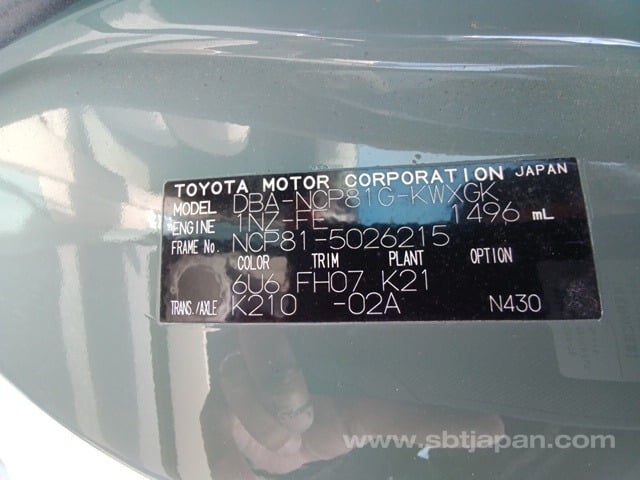 TOYOTA MOTOR CORPORATION JAPAN
MODEL DBA-NCP81G-KWXGK
ENGINE 1NZ-FE 1496 mL
FRAME No. NCP81-5026215
COLOR TRIM PLANT OPTION
6U6 FH07 K21
TRANS./AXLE K210 -02A N430
www.sbtjapan.com